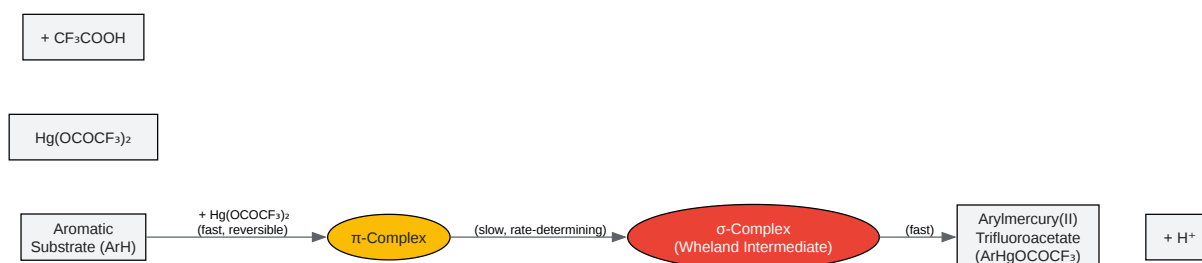 + CF₃COOH
Hg(OCOCF₃)₂
Aromatic
Substrate (ArH)
+ Hg(OCOCF₃)₂
(fast, reversible)
π-Complex
(slow, rate-determining)
σ-Complex
(Wheland Intermediate)
(fast)
Arylmercury(II)
Trifluoroacetate
(ArHgOCOCF₃)
+ H⁺